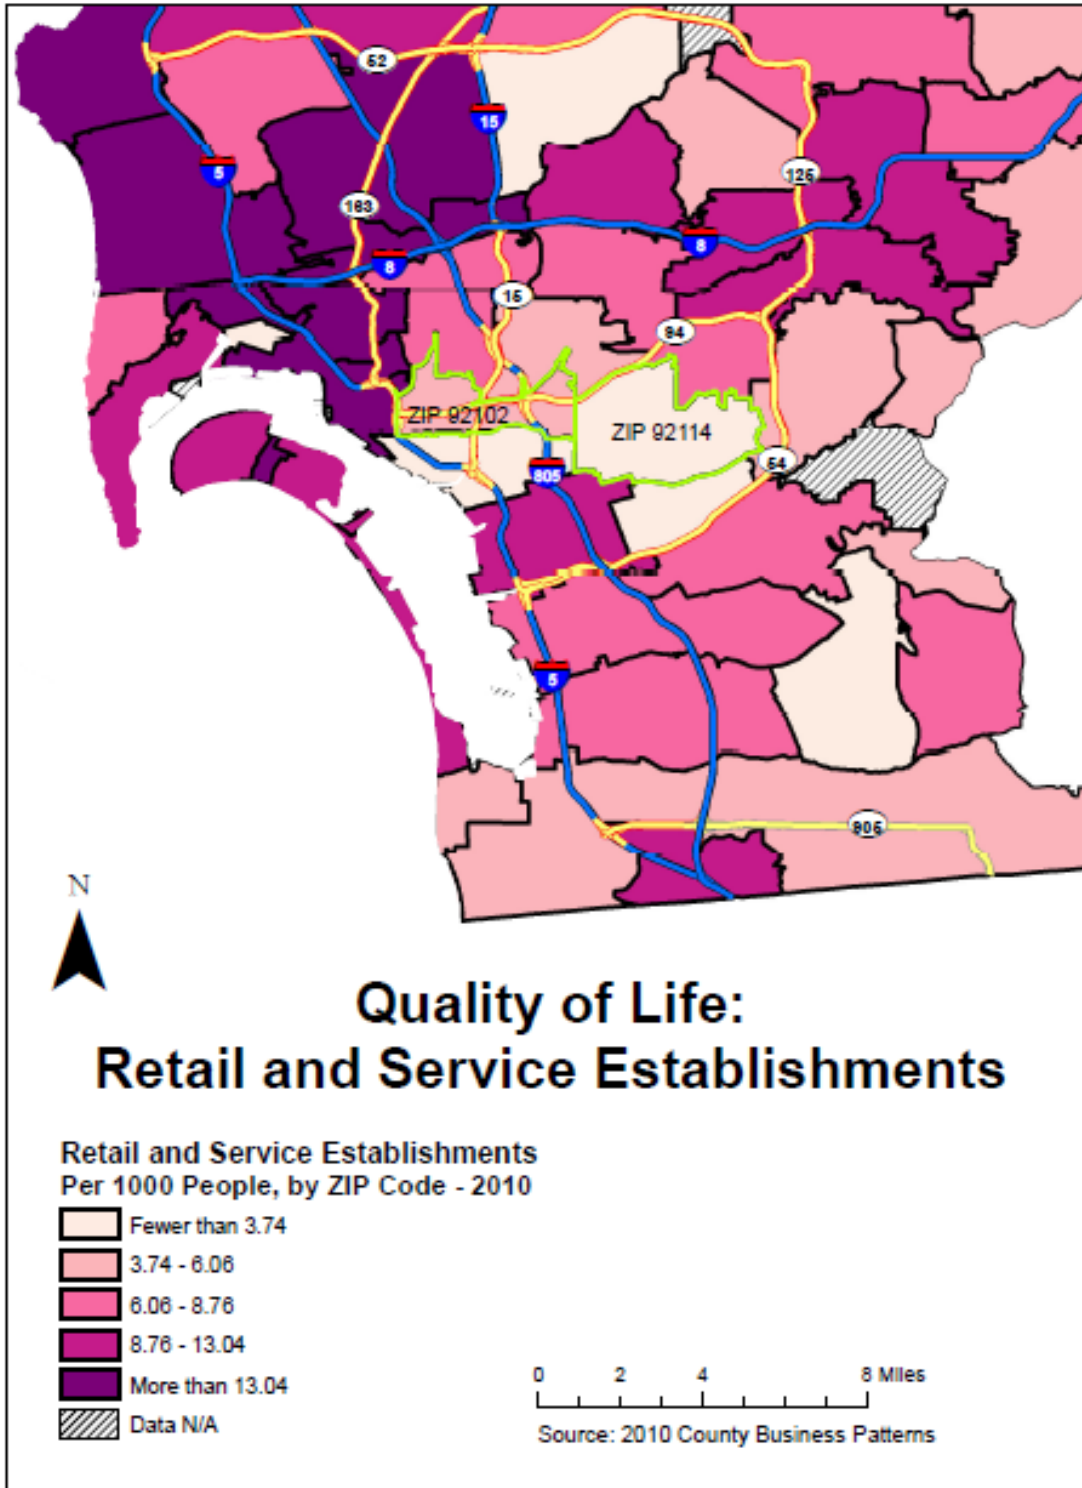 52
15
5
125
163
8
8
15
94
ZIP 92102
ZIP 92114
54
805
5
905
N
Quality of Life:
Retail and Service Establishments
Retail and Service Establishments
Per 1000 People, by ZIP Code - 2010
Fewer than 3.74
3.74 - 6.06
6.06 - 8.76
8.76 - 13.04
More than 13.04
Data N/A
0 2 4 8 Miles
Source: 2010 County Business Patterns